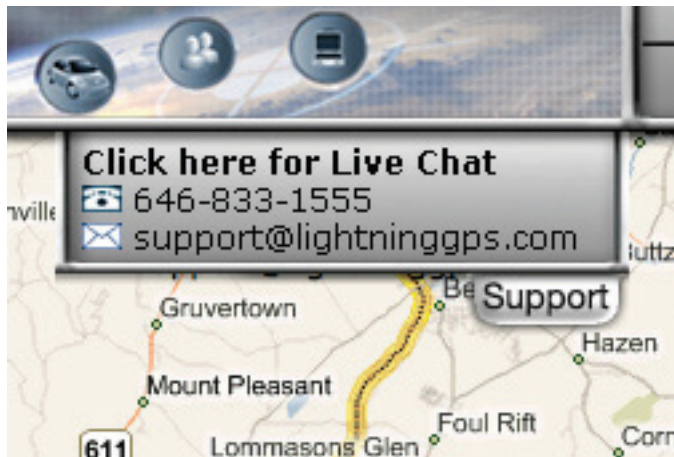 Click here for Live Chat
646-833-1555
support@lightninggps.com
Support
Gruvertown
Hazen
Mount Pleasant
Foul Rift
611
Lommasons Glen